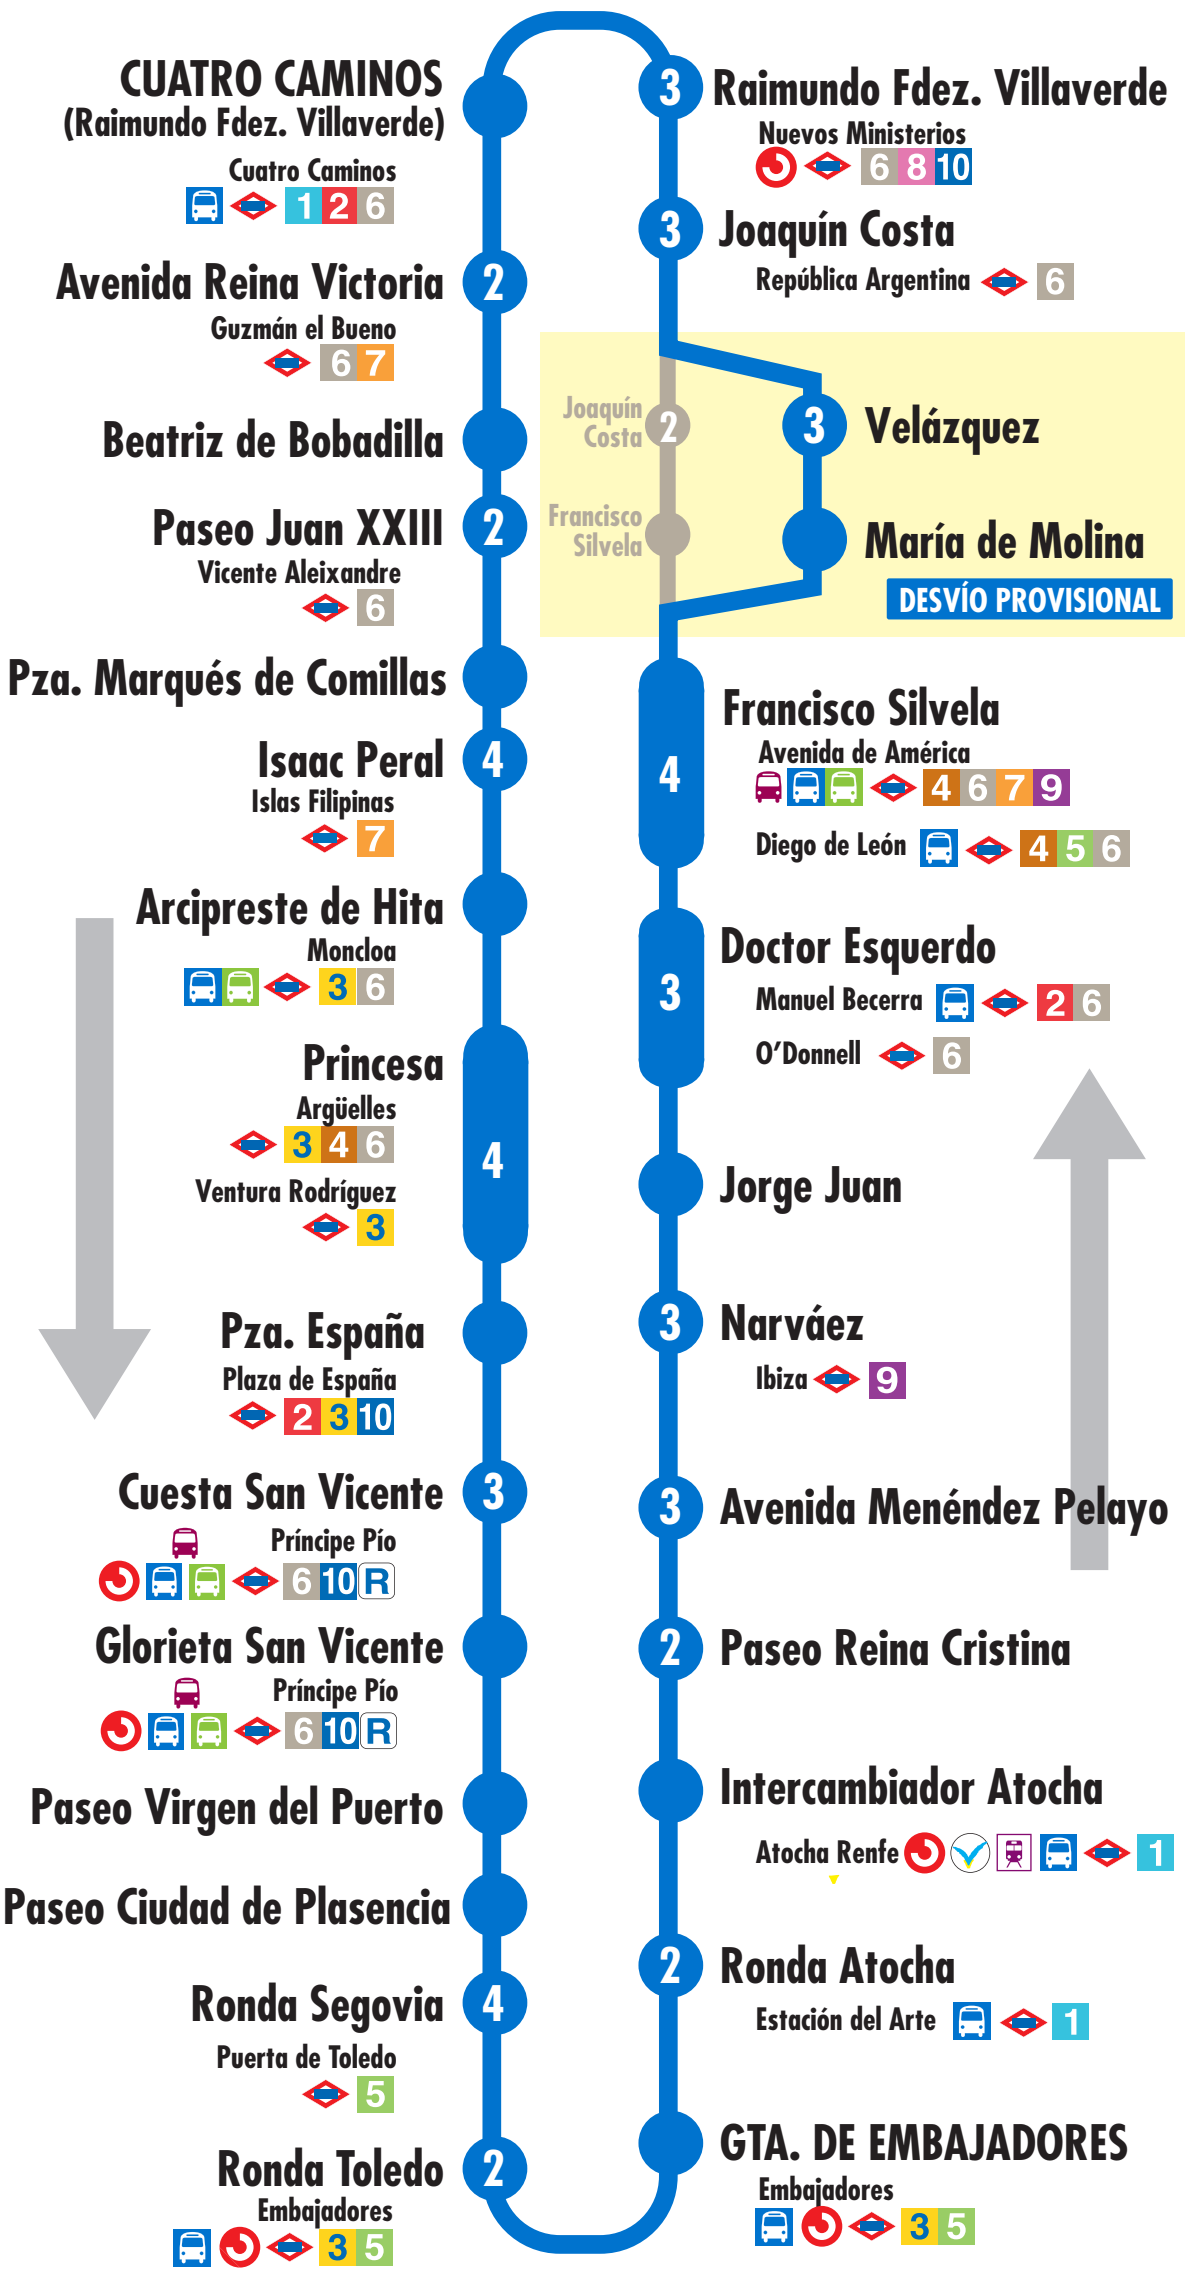 CUATRO CAMINOS
(Raimundo Fdez. Villaverde)
Cuatro Caminos
1 2 6
Avenida Reina Victoria
2
Guzmán el Bueno
6 7
Beatriz de Bobadilla
Paseo Juan XXIII
2
Vicente Aleixandre
6
Pza. Marqués de Comillas
Isaac Peral
4
Islas Filipinas
7
Arcipreste de Hita
Moncloa
3 6
Princesa
Argüelles
3 4 6
4
Ventura Rodríguez
3
Pza. España
Plaza de España
2 3 10
Cuesta San Vicente
3
Príncipe Pío
6 10 R
Glorieta San Vicente
Príncipe Pío
6 10 R
Paseo Virgen del Puerto
Paseo Ciudad de Plasencia
Ronda Segovia
4
Puerta de Toledo
5
Ronda Toledo
2
Embajadores
3 5
3
Raimundo Fdez. Villaverde
Nuevos Ministerios
6 8 10
3
Joaquín Costa
República Argentina
6
Joaquín
Costa
2
Francisco
Silvela
3
Velázquez
María de Molina
DESVÍO PROVISIONAL
Francisco Silvela
Avenida de América
4
4 6 7 9
Diego de León
4 5 6
Doctor Esquerdo
3
Manuel Becerra
2 6
O'Donnell
6
Jorge Juan
3
Narváez
Ibiza
9
3
Avenida Menéndez Pelayo
2
Paseo Reina Cristina
Intercambiador Atocha
Atocha Renfe
1
2
Ronda Atocha
Estación del Arte
1
GTA. DE EMBAJADORES
Embajadores
3 5